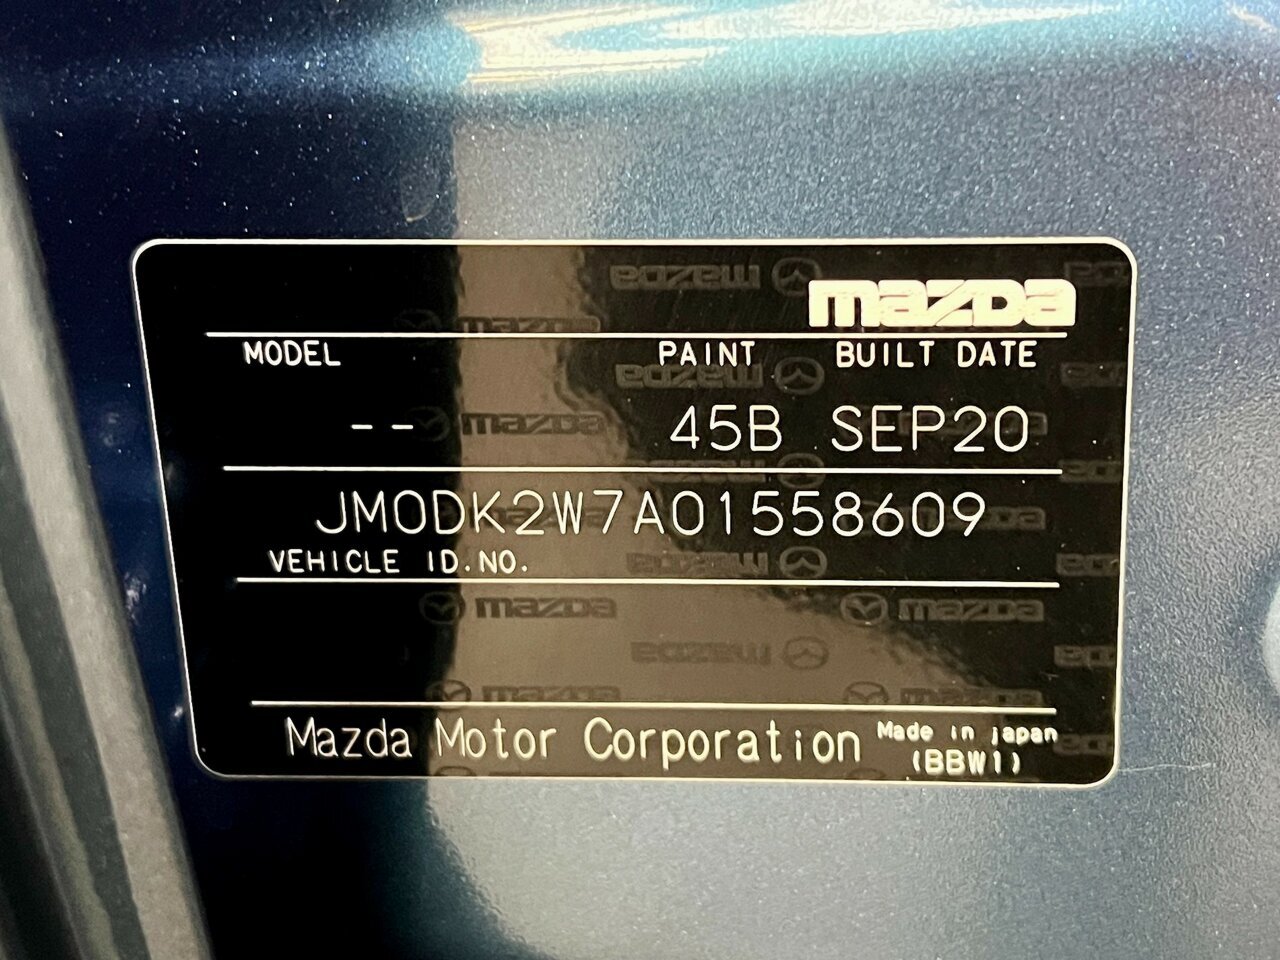 mazda
MODEL PAINT BUILT DATE
-- 45B SEP20
JM0DK2W7A01558609
VEHICLE ID.NO.
Mazda Motor Corporation Made in Japan
(BBW1)